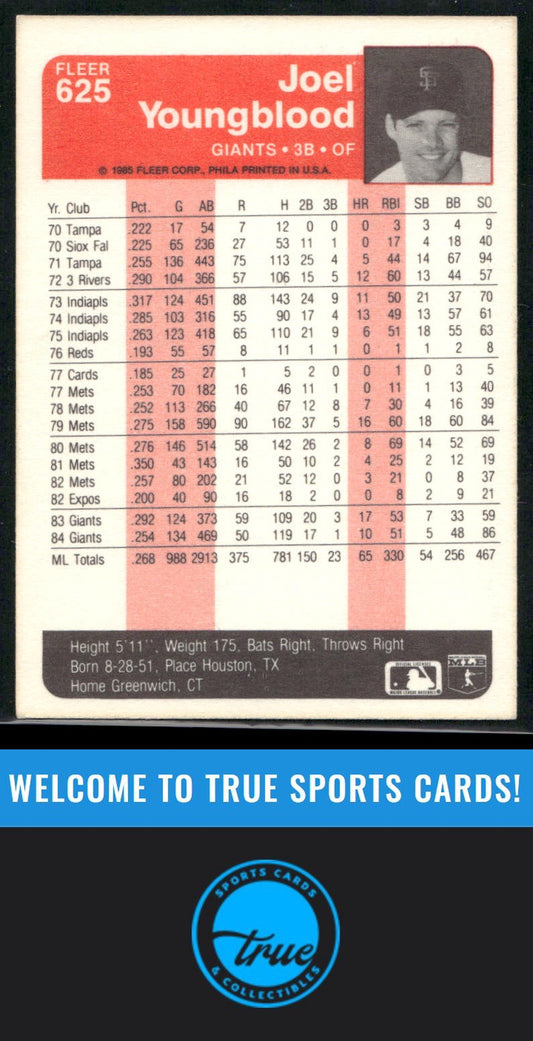 FLEER
625
Joel
Youngblood
GIANTS • 3B • OF
© 1985 FLEER CORP., PHILA PRINTED IN U.S.A.
Yr. Club Pct. G AB R H 2B 3B HR RBI SB BB SO
70 Tampa .222 17 54 7 12 0 0 0 3 3 4 9
70 Siox Fal .225 65 236 27 53 11 1 0 17 4 18 40
71 Tampa .255 136 443 75 113 25 4 5 44 14 67 94
72 3 Rivers .290 104 366 57 106 15 5 12 60 13 44 57
73 Indiapls .317 124 451 88 143 24 9 11 50 21 37 70
74 Indiapls .285 103 316 55 90 17 4 13 49 13 57 61
75 Indiapls .263 123 418 65 110 21 9 6 51 18 55 63
76 Reds .193 55 57 8 11 1 1 0 1 1 2 8
77 Cards .185 25 27 1 5 2 0 0 1 0 3 5
77 Mets .253 70 182 16 46 11 1 0 11 1 13 40
78 Mets .252 113 266 40 67 12 8 7 30 4 16 39
79 Mets .275 158 590 90 162 37 5 16 60 18 60 84
80 Mets .276 146 514 58 142 26 2 8 69 14 52 69
81 Mets .350 43 143 16 50 10 2 4 25 2 12 19
82 Mets .257 80 202 21 52 12 0 3 21 0 8 37
82 Expos .200 40 90 16 18 2 0 0 8 2 9 21
83 Giants .292 124 373 59 109 20 3 17 53 7 33 59
84 Giants .254 134 469 50 119 17 1 10 51 5 48 86
ML Totals .268 988 2913 375 781 150 23 65 330 54 256 467
Height 5'11'', Weight 175, Bats Right, Throws Right
Born 8-28-51, Place Houston, TX
Home Greenwich, CT
OFFICIAL LICENSEE
MAJOR LEAGUE BASEBALL
WELCOME TO TRUE SPORTS CARDS!
SPORTS CARDS
true
& COLLECTIBLES